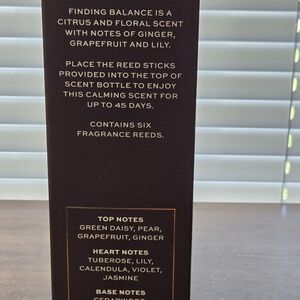 FINDING BALANCE IS A
CITRUS AND FLORAL SCENT
WITH NOTES OF GINGER,
GRAPEFRUIT AND LILY.
PLACE THE REED STICKS
PROVIDED INTO THE TOP OF
SCENT BOTTLE TO ENJOY
THIS CALMING SCENT FOR
UP TO 45 DAYS.
CONTAINS SIX
FRAGRANCE REEDS.
TOP NOTES
GREEN DAISY, PEAR,
GRAPEFRUIT, GINGER
HEART NOTES
TUBEROSE, LILY,
CALENDULA, VIOLET,
JASMINE
BASE NOTES
CEDARWOOD